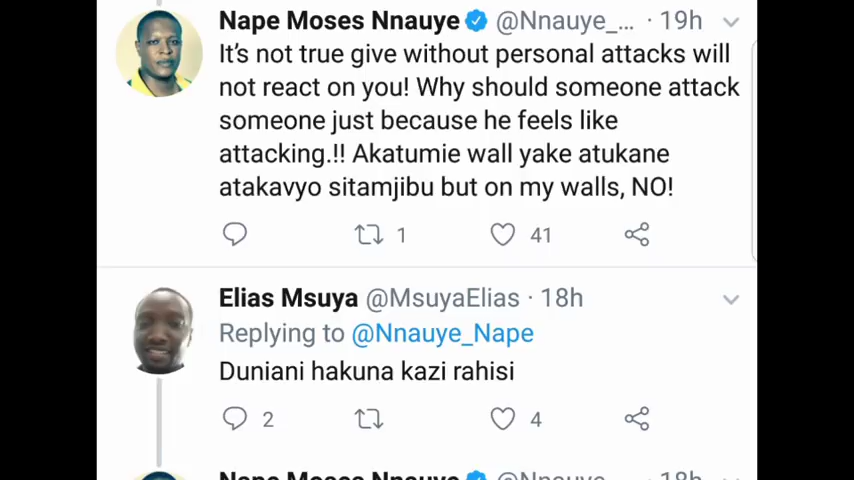 Nape Moses Nnauye @Nnauye_... · 19h
It's not true give without personal attacks will
not react on you! Why should someone attack
someone just because he feels like
attacking.!! Akatumie wall yake atukane
atakavyo sitamjibu but on my walls, NO!
1 41
Elias Msuya @MsuyaElias · 18h
Replying to @Nnauye_Nape
Duniani hakuna kazi rahisi
2 4
Nape Moses Nnauye @Nnauye... · 18h